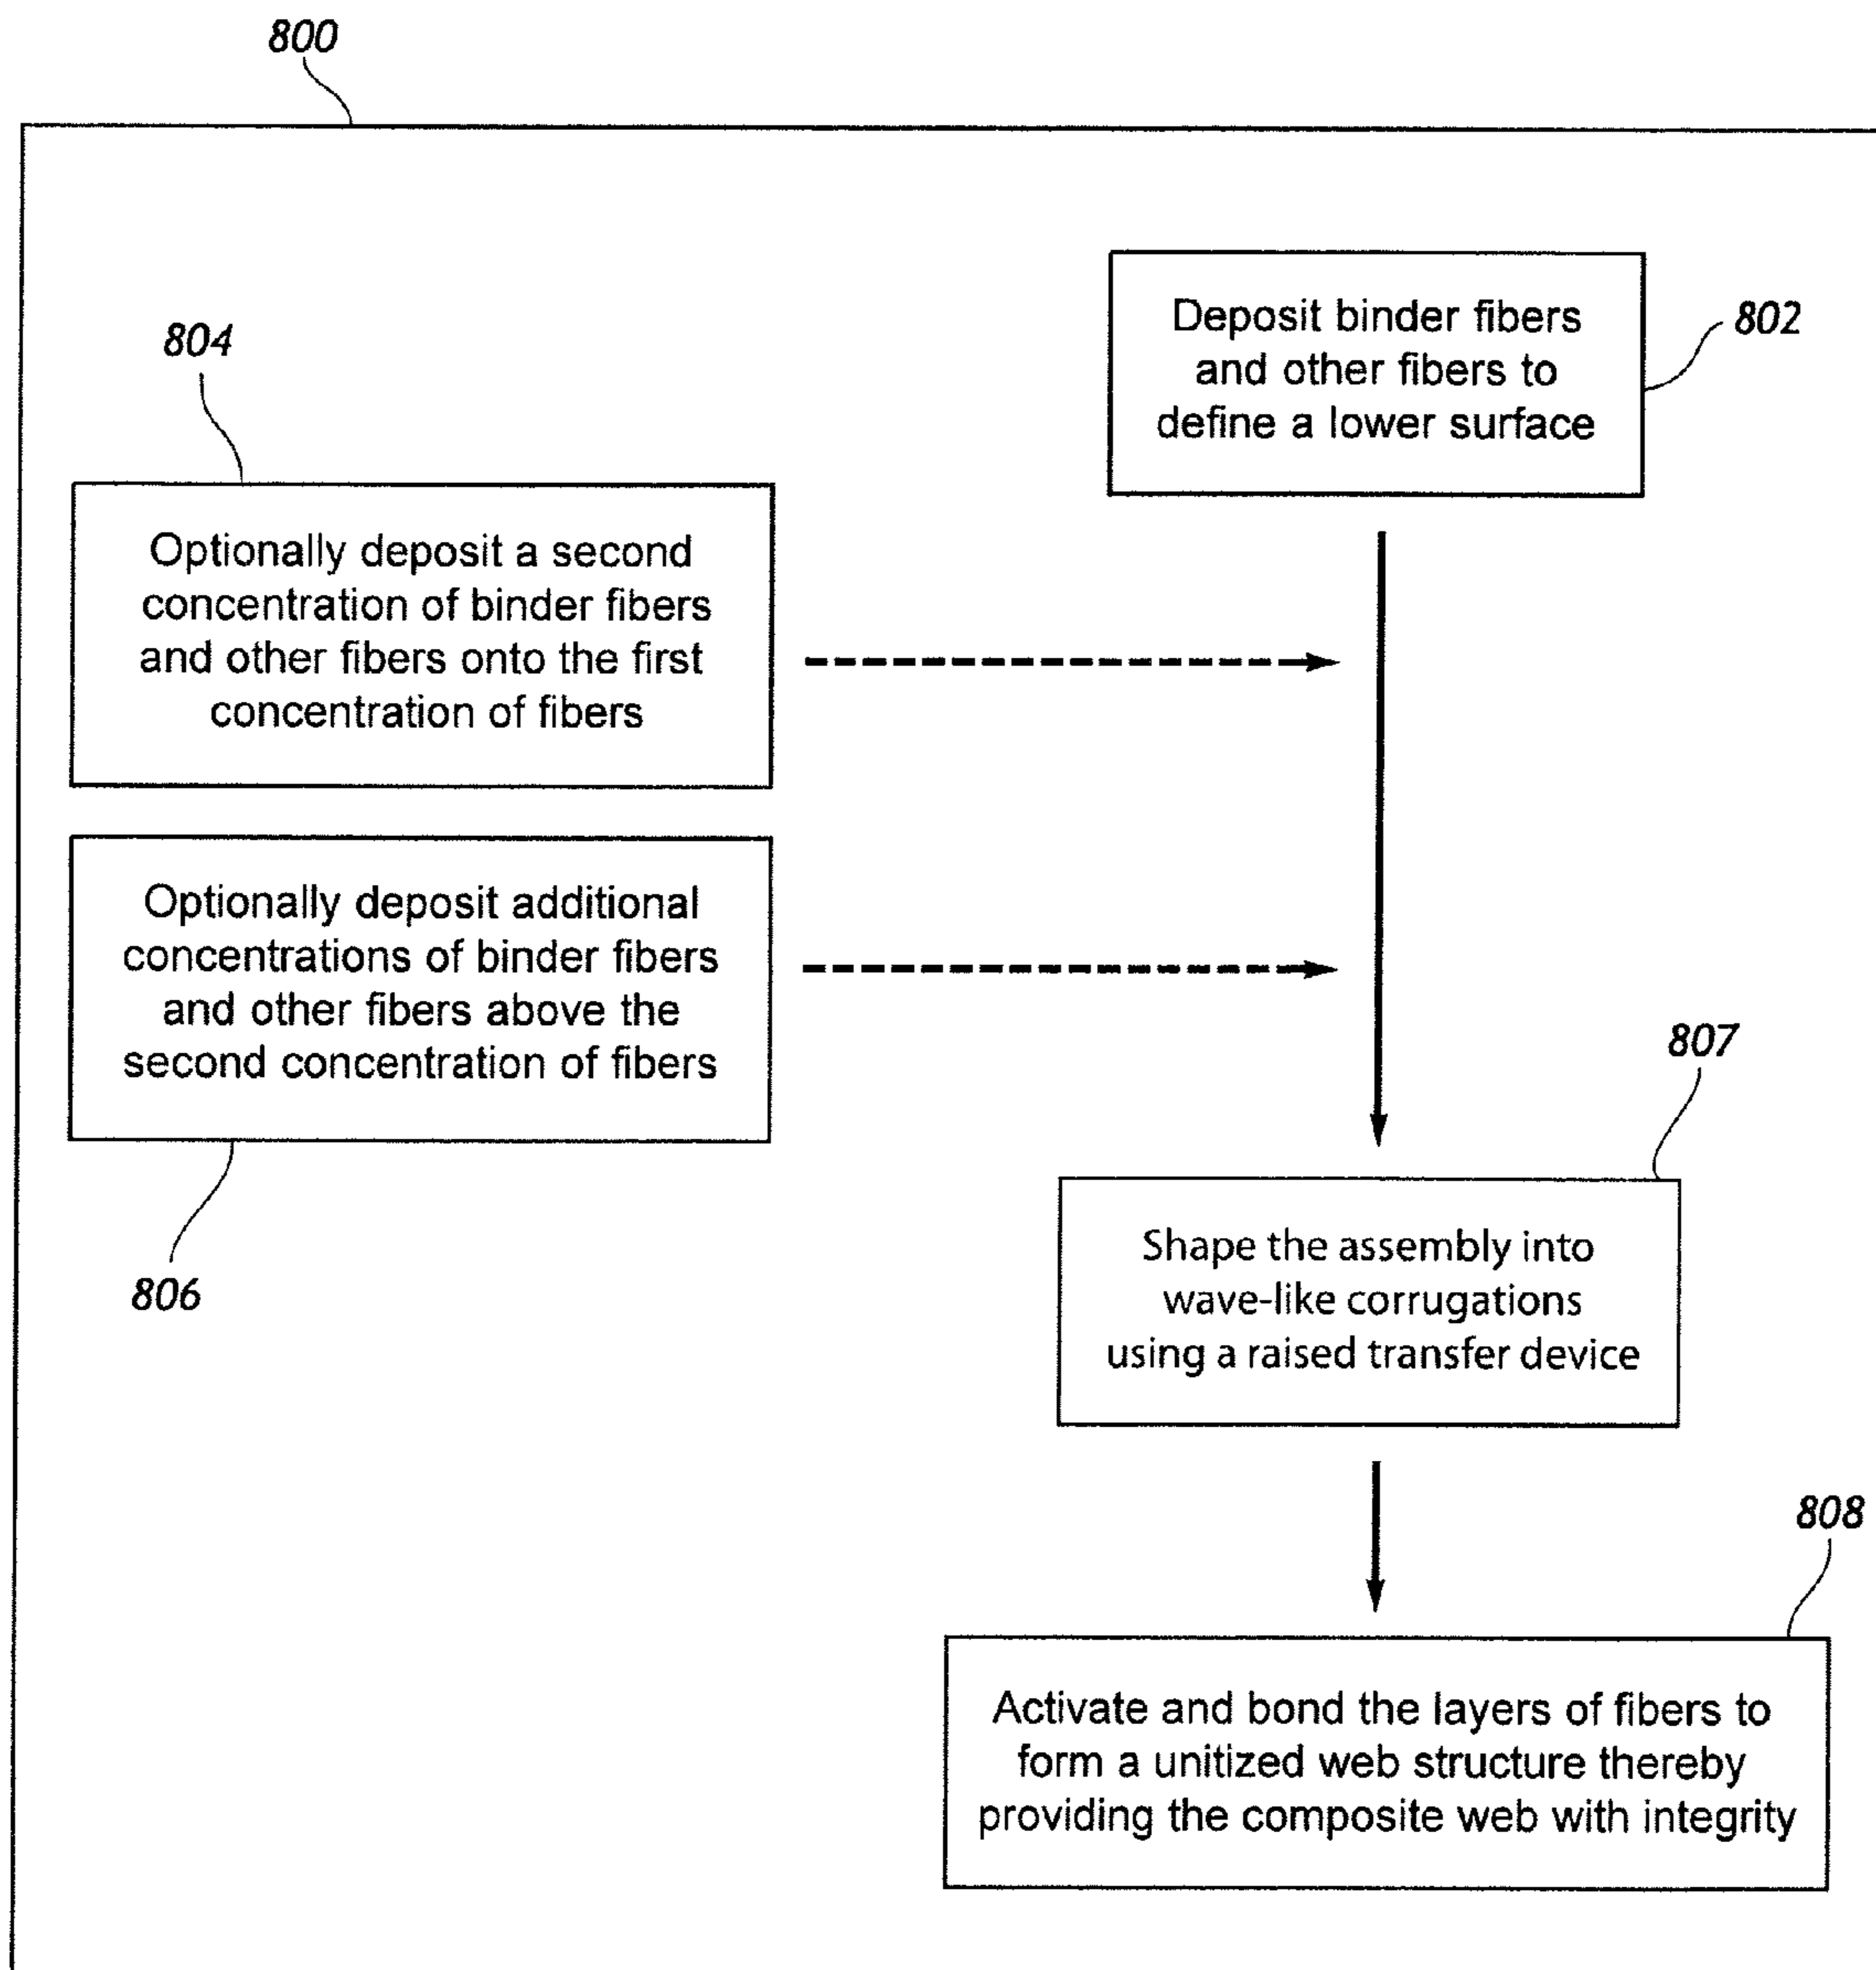 800
Deposit binder fibers
and other fibers to
define a lower surface
802
804
Optionally deposit a second
concentration of binder fibers
and other fibers onto the first
concentration of fibers
Optionally deposit additional
concentrations of binder fibers
and other fibers above the
second concentration of fibers
806
807
Shape the assembly into
wave-like corrugations
using a raised transfer device
808
Activate and bond the layers of fibers to
form a unitized web structure thereby
providing the composite web with integrity